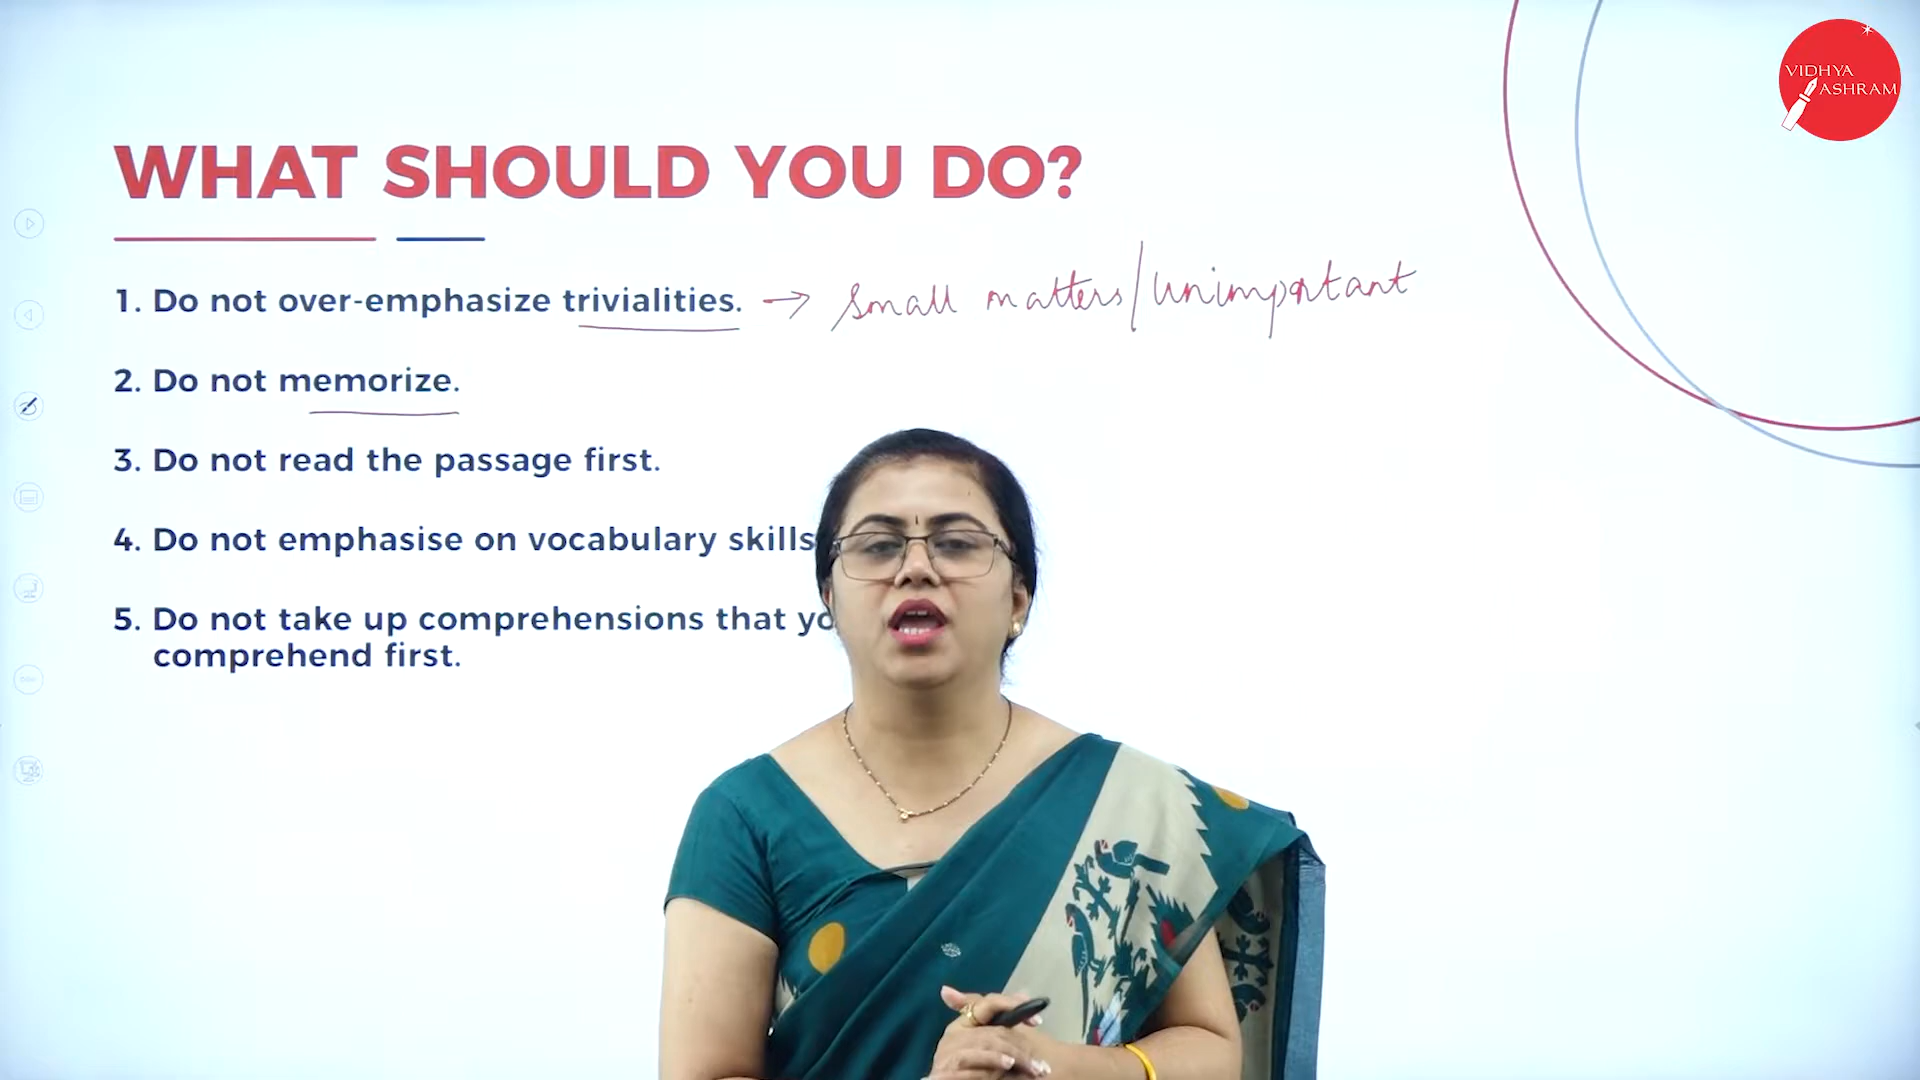 VIDHYA
ASHRAM
WHAT SHOULD YOU DO?
1. Do not over-emphasize trivialities. → small matters/unimportant
2. Do not memorize.
3. Do not read the passage first.
4. Do not emphasise on vocabulary skills
5. Do not take up comprehensions that
comprehend first.